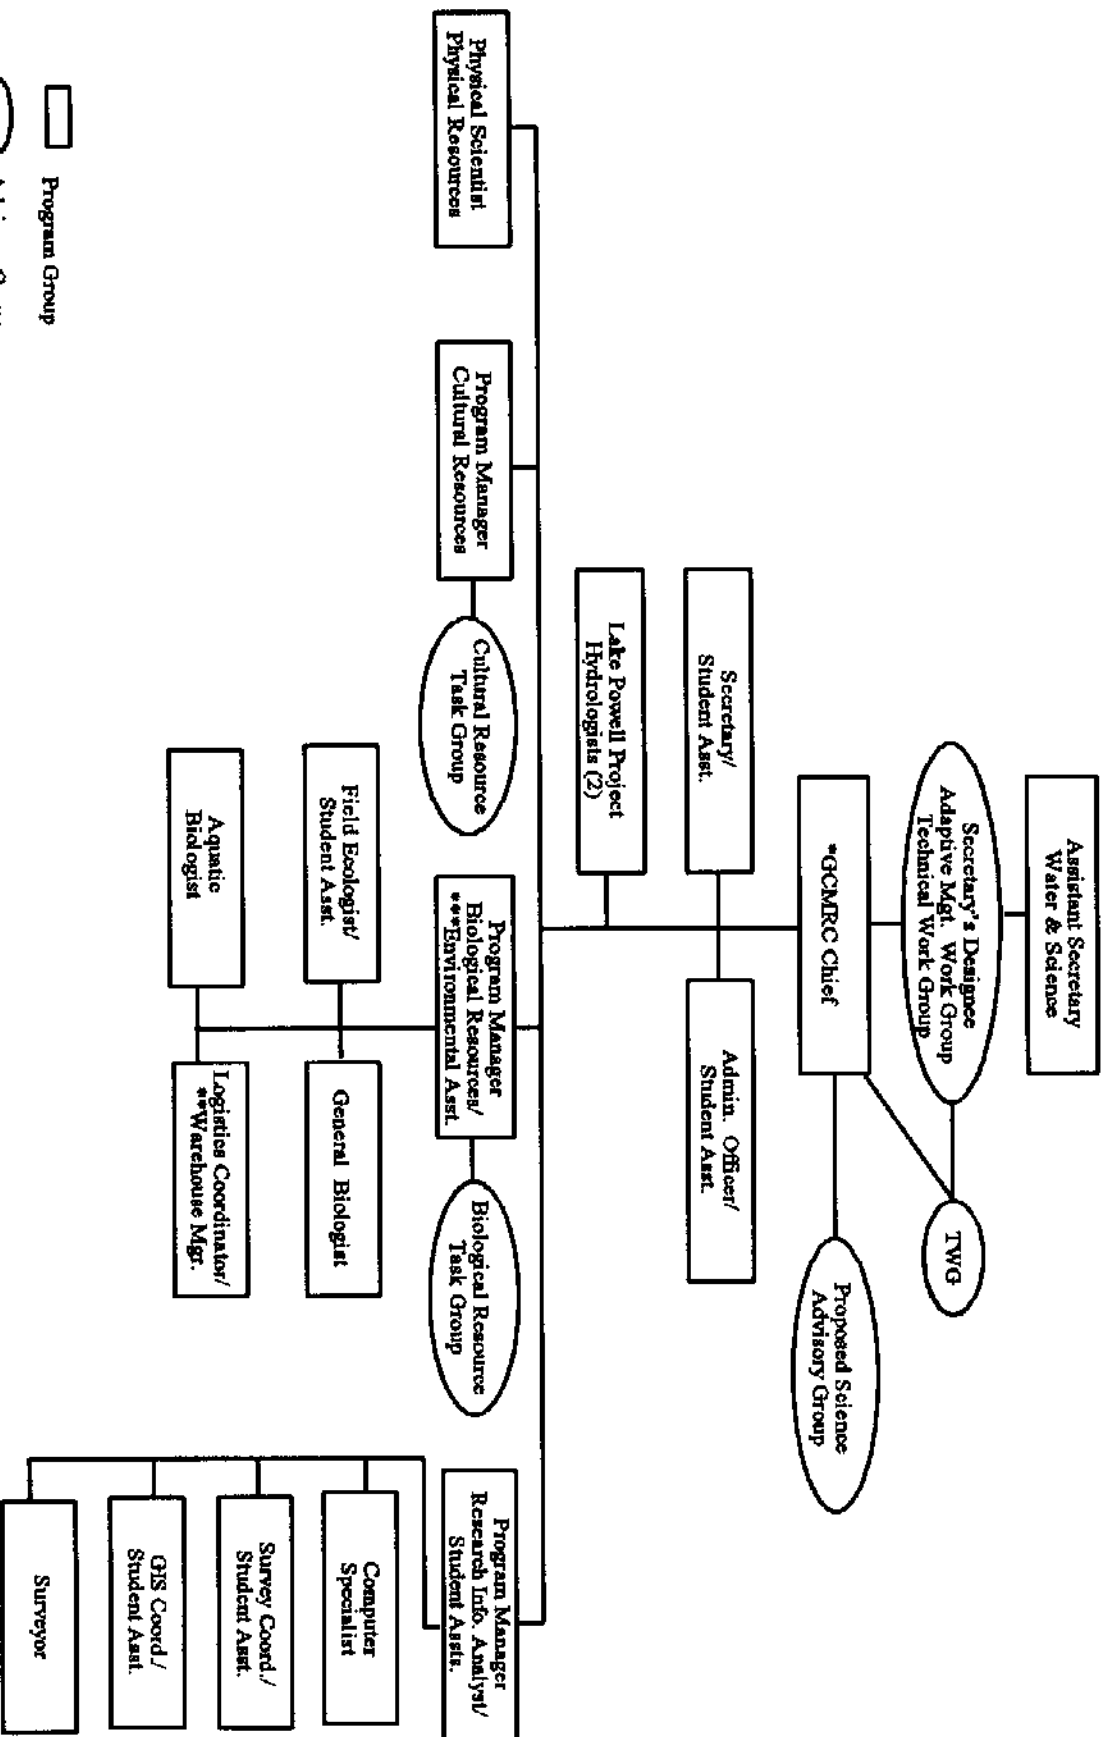 Assistant Secretary
Water & Science
Secretary's Designee
Adaptive Mgt. Work Group
Technical Work Group
TWG
*GCMRC Chief
Proposed Science
Advisory Group
Secretary/
Student Asst.
Admin. Officer/
Student Asst.
Lake Powell Project
Hydrologists (2)
Physical Scientist
Physical Resources
Program Manager
Cultural Resources
Cultural Resource
Task Group
Program Manager
Biological Resources/
***Environmental Asst.
Biological Resource
Task Group
Program Manager
Research Info. Analyst/
Student Assts.
Field Ecologist/
Student Asst.
General Biologist
Aquatic
Biologist
Logistics Coordinator/
**Warehouse Mgr.
Computer
Specialist
Survey Coord./
Student Asst.
GIS Coord./
Student Asst.
Surveyor
Program Group